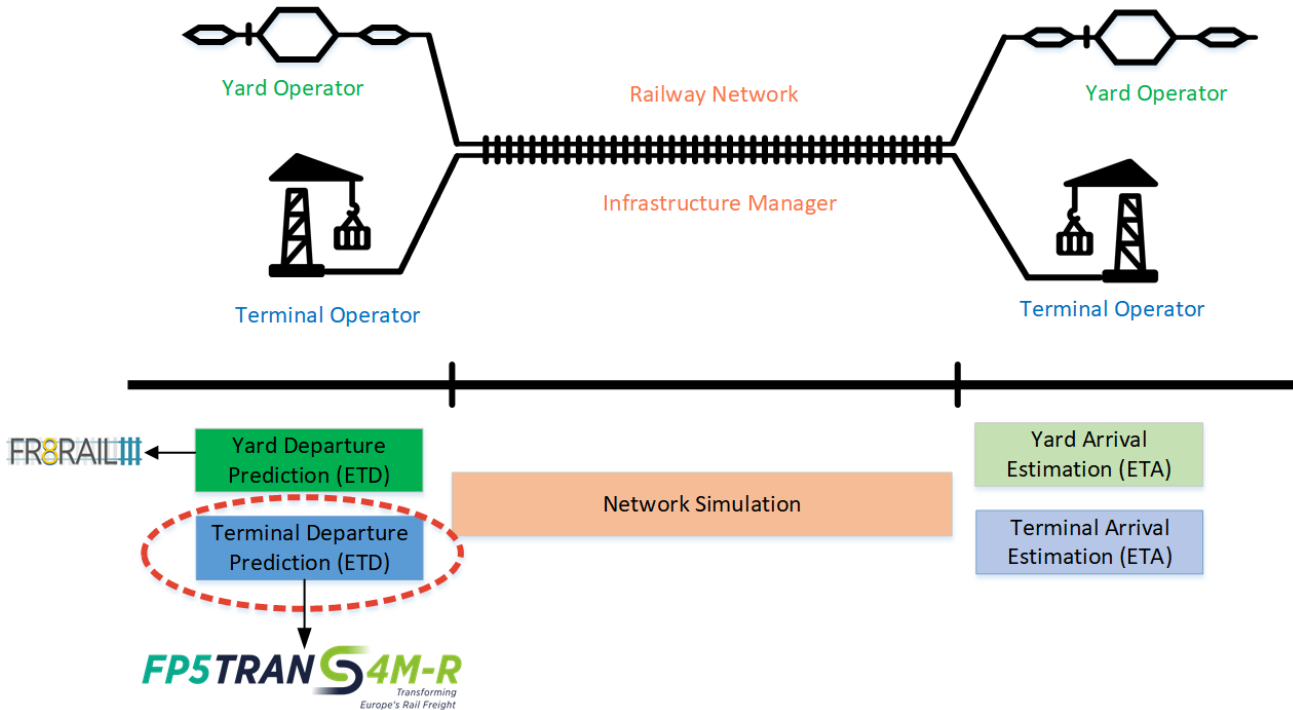 Yard Operator
Yard Operator
Railway Network
Infrastructure Manager
Terminal Operator
Terminal Operator
FR8RAIL III
Yard Departure
Prediction (ETD)
Terminal Departure
Prediction (ETD)
Network Simulation
Yard Arrival
Estimation (ETA)
Terminal Arrival
Estimation (ETA)
FP5TRANS4M-R
Transforming
Europe's Rail Freight